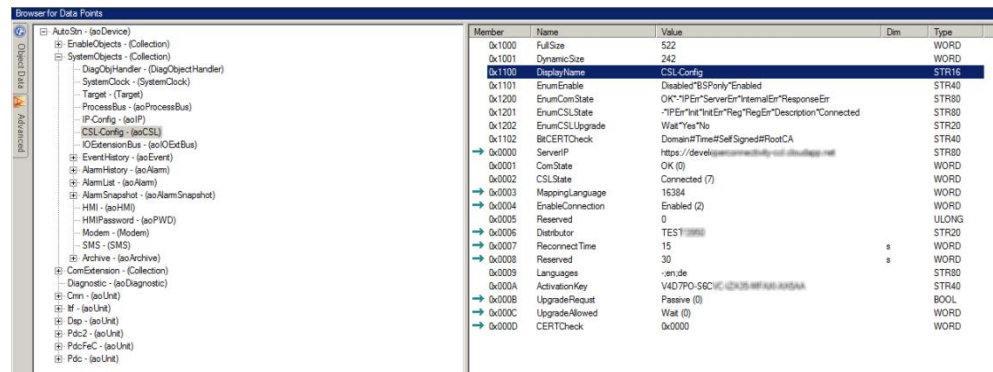 Browser for Data Points
Object Data
Advanced
AutoStn - (aoDevice)
EnableObjects - (Collection)
SystemObjects - (Collection)
DiagObjHandler - (DiagObjectHandler)
SystemClock - (SystemClock)
Target - (Target)
ProcessBus - (aoProcessBus)
IP-Config - (aoIP)
CSL-Config - (aoCSL)
IOExtensionBus - (aoIOExtBus)
EventHistory - (aoEvent)
AlarmHistory - (aoAlarm)
AlarmList - (aoAlarm)
AlarmSnapshot - (aoAlarmSnapshot)
HMI - (aoHMI)
HMIPassword - (aoPWD)
Modem - (Modem)
SMS - (SMS)
Archive - (aoArchive)
ComExtension - (Collection)
Diagnostic - (aoDiagnostic)
Cmn - (aoUnit)
Itf - (aoUnit)
Dsp - (aoUnit)
Pdc2 - (aoUnit)
PdcFeC - (aoUnit)
Pdc - (aoUnit)
Member Name Value Dim Type
0x1000 FullSize 522 WORD
0x1001 DynamicSize 242 WORD
0x1100 DisplayName CSL-Config STR16
0x1101 EnumEnable Disabled*BSPonly*Enabled STR40
0x1200 EnumComState OK*-*IPErr*ServerErr*InternalErr*ResponseErr STR80
0x1201 EnumCSLState -*IPErr*Init*InitErr*Reg*RegErr*Description*Connected STR80
0x1202 EnumCSLUpgrade Wait*Yes*No STR20
0x1102 BitCERTCheck Domain#Time#SelfSigned#RootCA STR40
0x0000 ServerIP https://devel STR80
0x0001 ComState OK (0) WORD
0x0002 CSLState Connected (7) WORD
0x0003 MappingLanguage 16384 WORD
0x0004 EnableConnection Enabled (2) WORD
0x0005 Reserved 0 ULONG
0x0006 Distributor TEST STR20
0x0007 ReconnectTime 15 s WORD
0x0008 Reserved 30 s WORD
0x0009 Languages -;en;de STR80
0x000A ActivationKey V4D7PO-S6C STR40
0x000B UpgradeRequst Passive (0) BOOL
0x000C UpgradeAllowed Wait (0) WORD
0x000D CERTCheck 0x0000 WORD